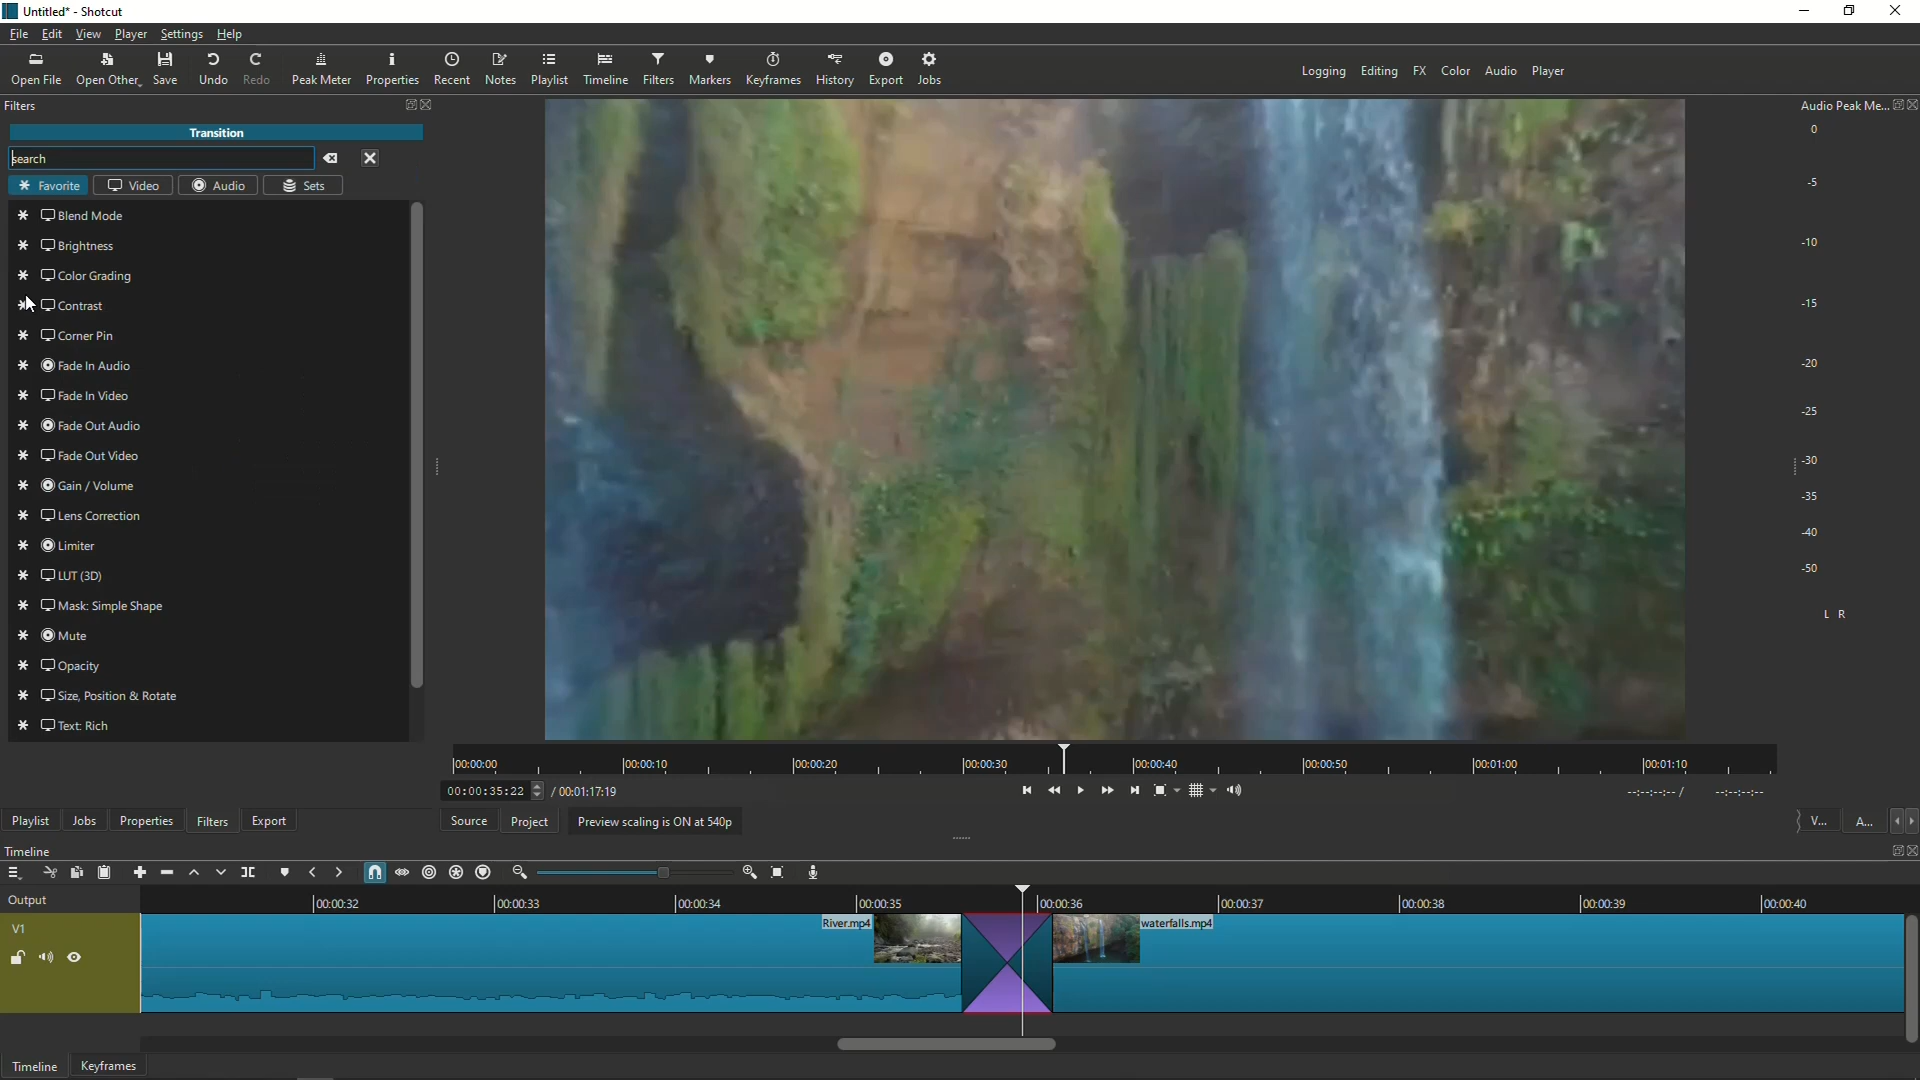 Untitled* - Shotcut
File Edit View Player Settings Help
Open File Open Other Save Undo Redo Peak Meter Properties Recent Notes Playlist Timeline Filters Markers Keyframes History Export Jobs
Logging Editing FX Color Audio Player
Filters
Audio Peak Me...
Transition
search
Favorite Video Audio Sets
Blend Mode
Brightness
Color Grading
Contrast
Corner Pin
Fade In Audio
Fade In Video
Fade Out Audio
Fade Out Video
Gain / Volume
Lens Correction
Limiter
LUT (3D)
Mask: Simple Shape
Mute
Opacity
Size, Position & Rotate
Text: Rich
0
-5
-10
-15
-20
-25
-30
-35
-40
-50
L R
00:00:00 00:00:10 00:00:20 00:00:30 00:00:40 00:00:50 00:01:00 00:01:10
00:00:35:22 / 00:01:17:19
--:--:--:-- / --:--:--:--
Playlist Jobs Properties Filters Export
Source Project Preview scaling is ON at 540p
V... A...
Timeline
Output
00:00:32 00:00:33 00:00:34 00:00:35 00:00:36 00:00:37 00:00:38 00:00:39 00:00:40
V1
River.mp4 waterfalls.mp4
Timeline Keyframes